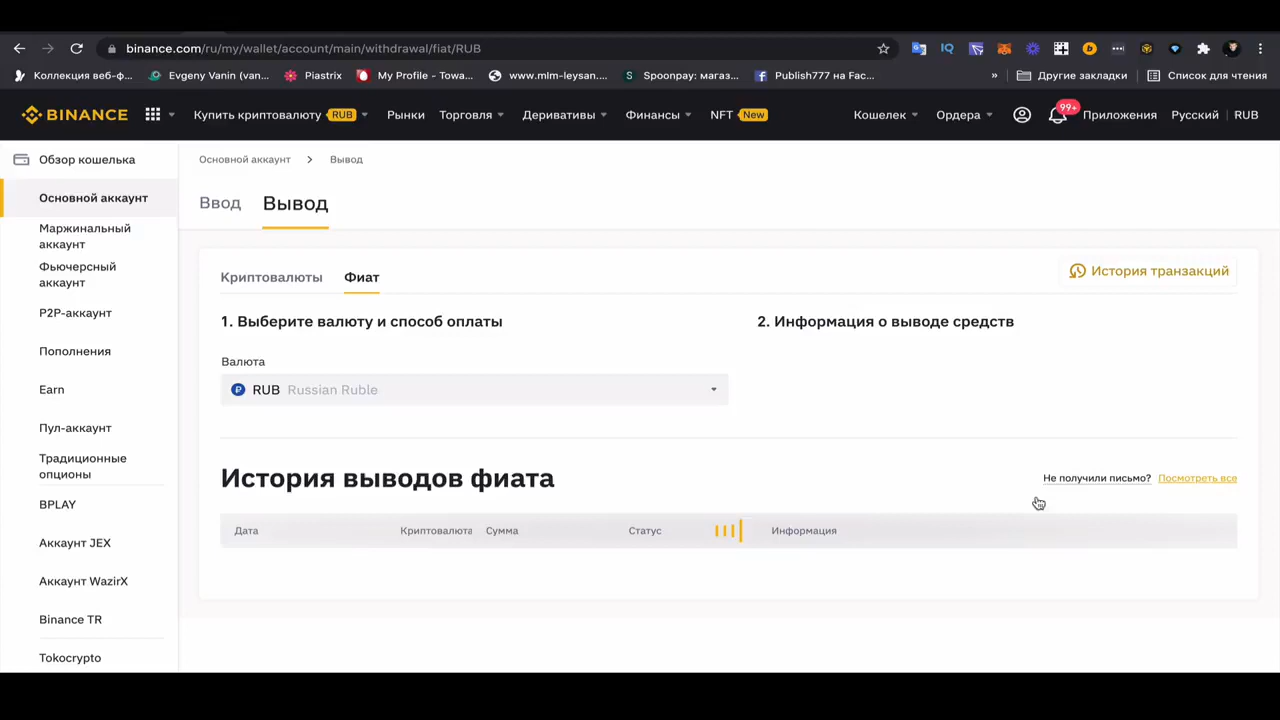 binance.com/ru/my/wallet/account/main/withdrawal/fiat/RUB
Коллекция веб-ф... Evgeny Vanin (van... Piastrix My Profile - Towa... www.mlm-leysan.... Spoonpay: магаз... Publish777 на Fac... » Другие закладки Список для чтения
BINANCE Купить криптовалюту RUB Рынки Торговля Деривативы Финансы NFT New Кошелек Ордера 99+ Приложения Русский RUB
Обзор кошелька
Основной аккаунт
Маржинальный
аккаунт
Фьючерсный
аккаунт
P2P-аккаунт
Пополнения
Earn
Пул-аккаунт
Традиционные
опционы
BPLAY
Аккаунт JEX
Аккаунт WazirX
Binance TR
Tokocrypto
Основной аккаунт > Вывод
Ввод Вывод
Криптовалюты Фиат История транзакций
1. Выберите валюту и способ оплаты 2. Информация о выводе средств
Валюта
RUB Russian Ruble
История выводов фиата Не получили письмо? Посмотреть все
Дата Криптовалюта Сумма Статус Информация